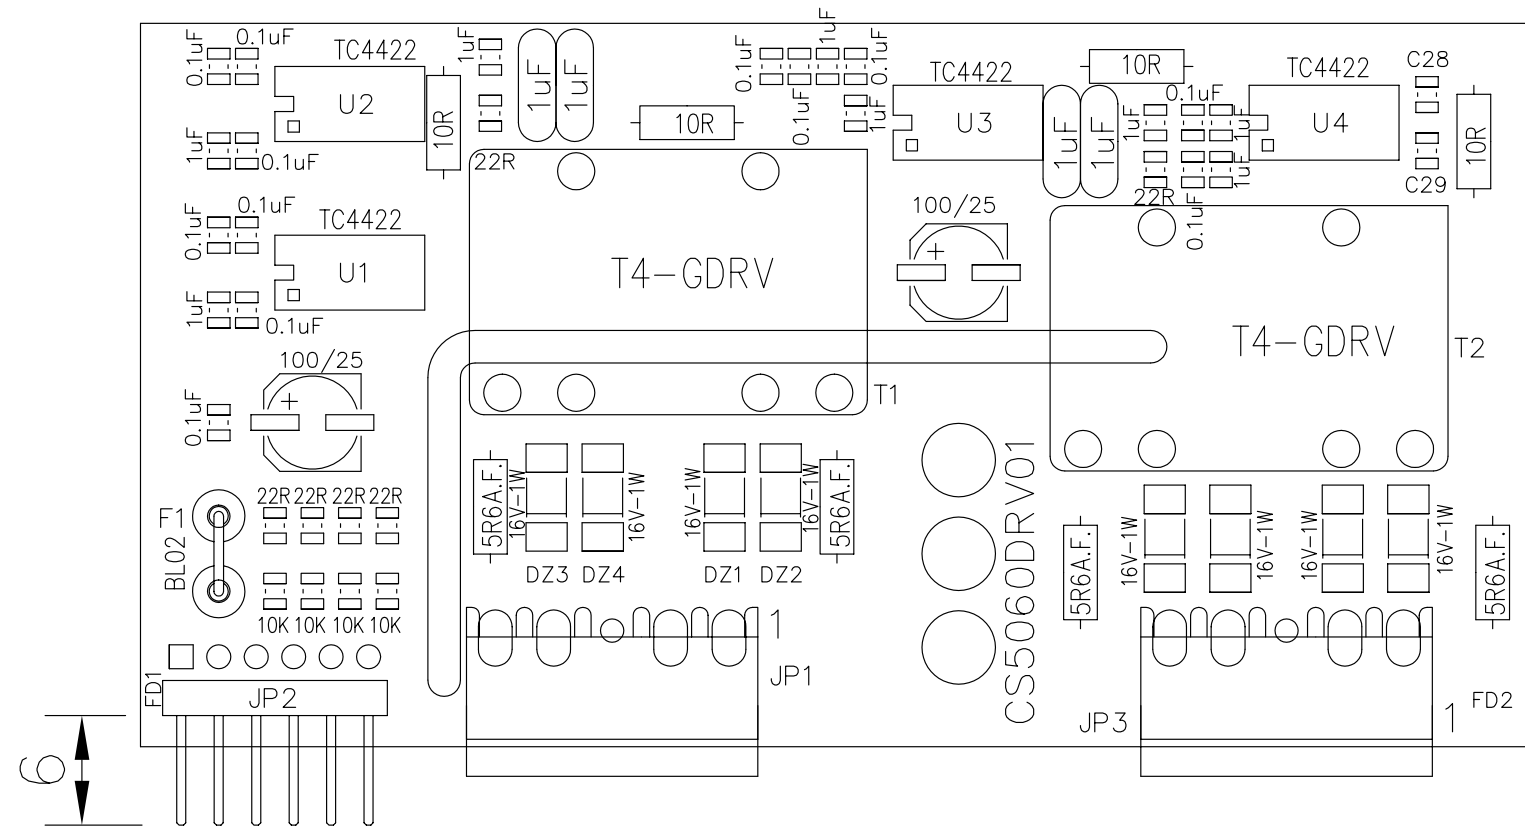 0.1uF
0.1uF
TC4422
U2
1uF
0.1uF
10R
1uF
22R
1uF
1uF
10R
0.1uF
0.1uF
1uF
0.1uF
1uF
TC4422
U3
1uF
1uF
10R
1uF
0.1uF
1uF
1uF
22R
0.1uF
TC4422
U4
C28
C29
10R
0.1uF
0.1uF
TC4422
U1
1uF
0.1uF
T4-GDRV
T1
100/25
+
T4-GDRV
T2
100/25
+
0.1uF
F1
BL02
22R 22R 22R 22R
10K 10K 10K 10K
5R6A.F.
16V-1W
16V-1W
16V-1W
16V-1W
5R6A.F.
DZ3 DZ4
DZ1 DZ2
CS5060DRV01
5R6A.F.
16V-1W
16V-1W
16V-1W
16V-1W
5R6A.F.
FD1
JP2
1
JP1
JP3
1
FD2
6